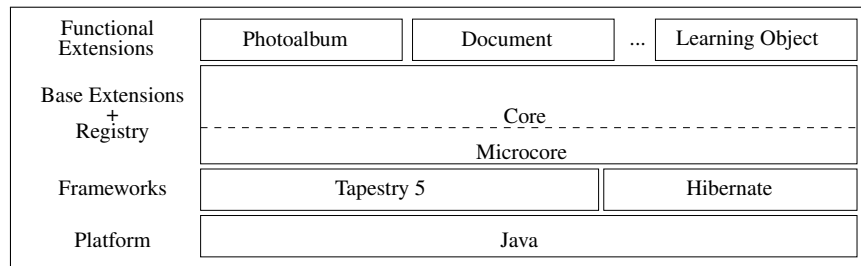 Functional
Extensions
Photoalbum
Document
...
Learning Object
Base Extensions
+
Registry
Core
Microcore
Frameworks
Tapestry 5
Hibernate
Platform
Java